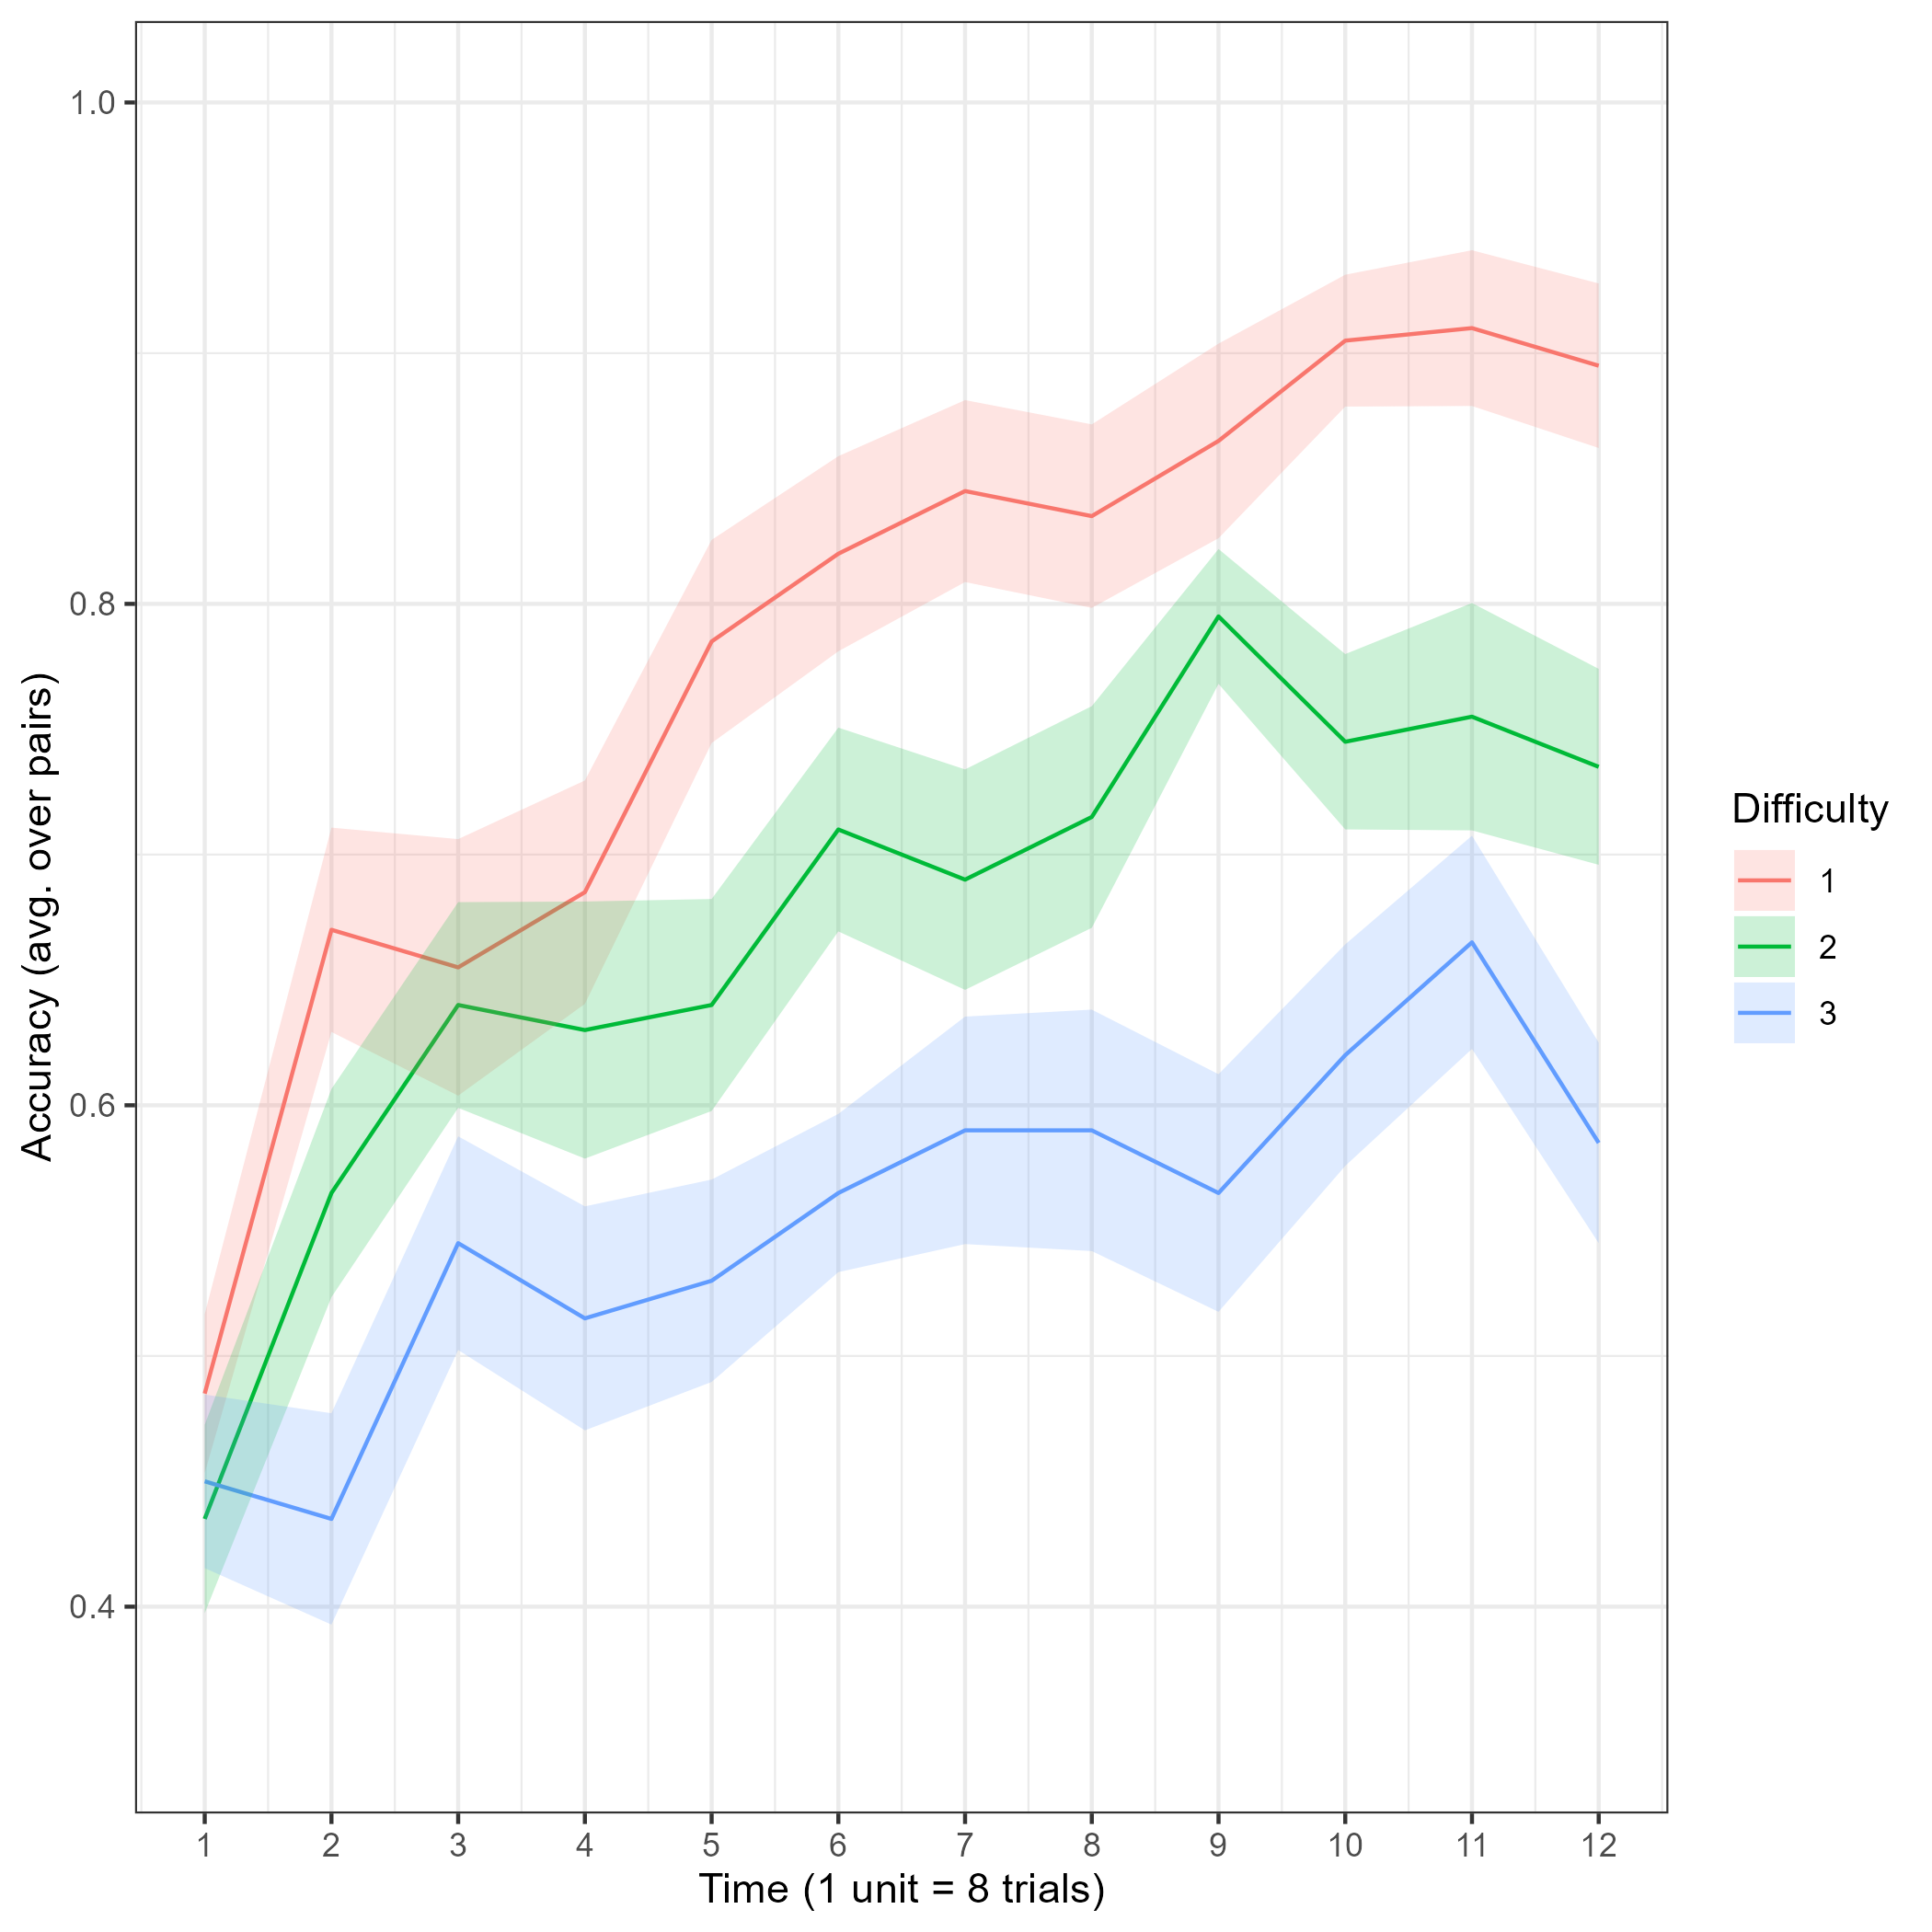 1.0
0.8
0.6
0.4
Accuracy (avg. over pairs)
1 2 3 4 5 6 7 8 9 10 11 12
Time (1 unit = 8 trials)
Difficulty
1
2
3